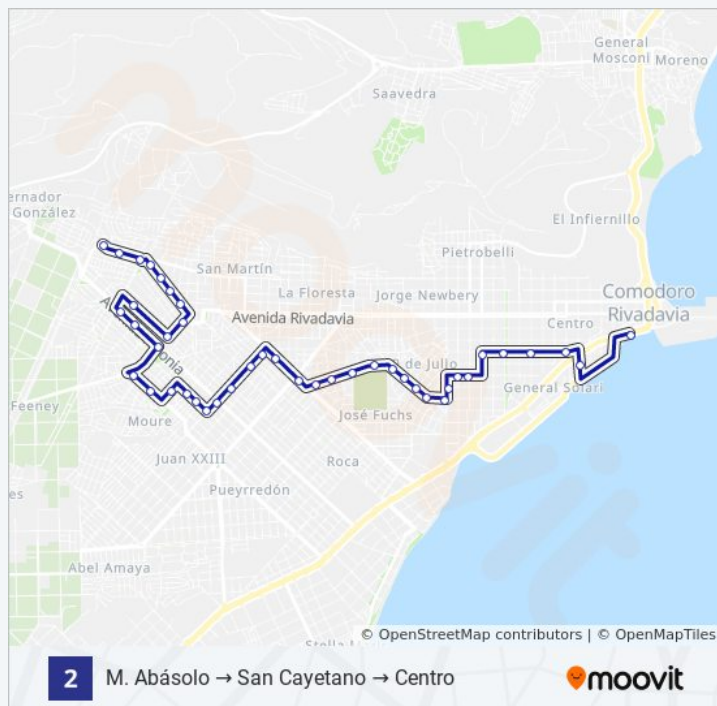 General
Mosconi
Moreno
Saavedra
ernador
González
El Infiernillo
Pietrobelli
San Martín
La Floresta
Jorge Newbery
Comodoro
Rivadavia
Avenida Rivadavia
Centro
de Julio
General Solari
Feeney
José Fuchs
Moure
Juan XXIII
Roca
Pueyrredón
Abel Amaya
© OpenStreetMap contributors | © OpenMapTiles
2 M. Abásolo → San Cayetano → Centro moovit